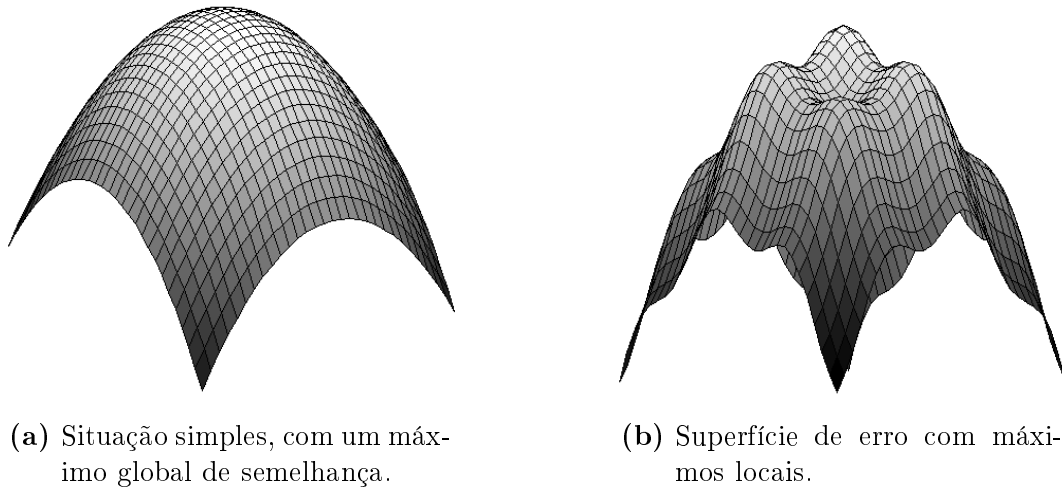 (a) Situação simples, com um máx-
imo global de semelhança.
(b) Superfície de erro com máxi-
mos locais.